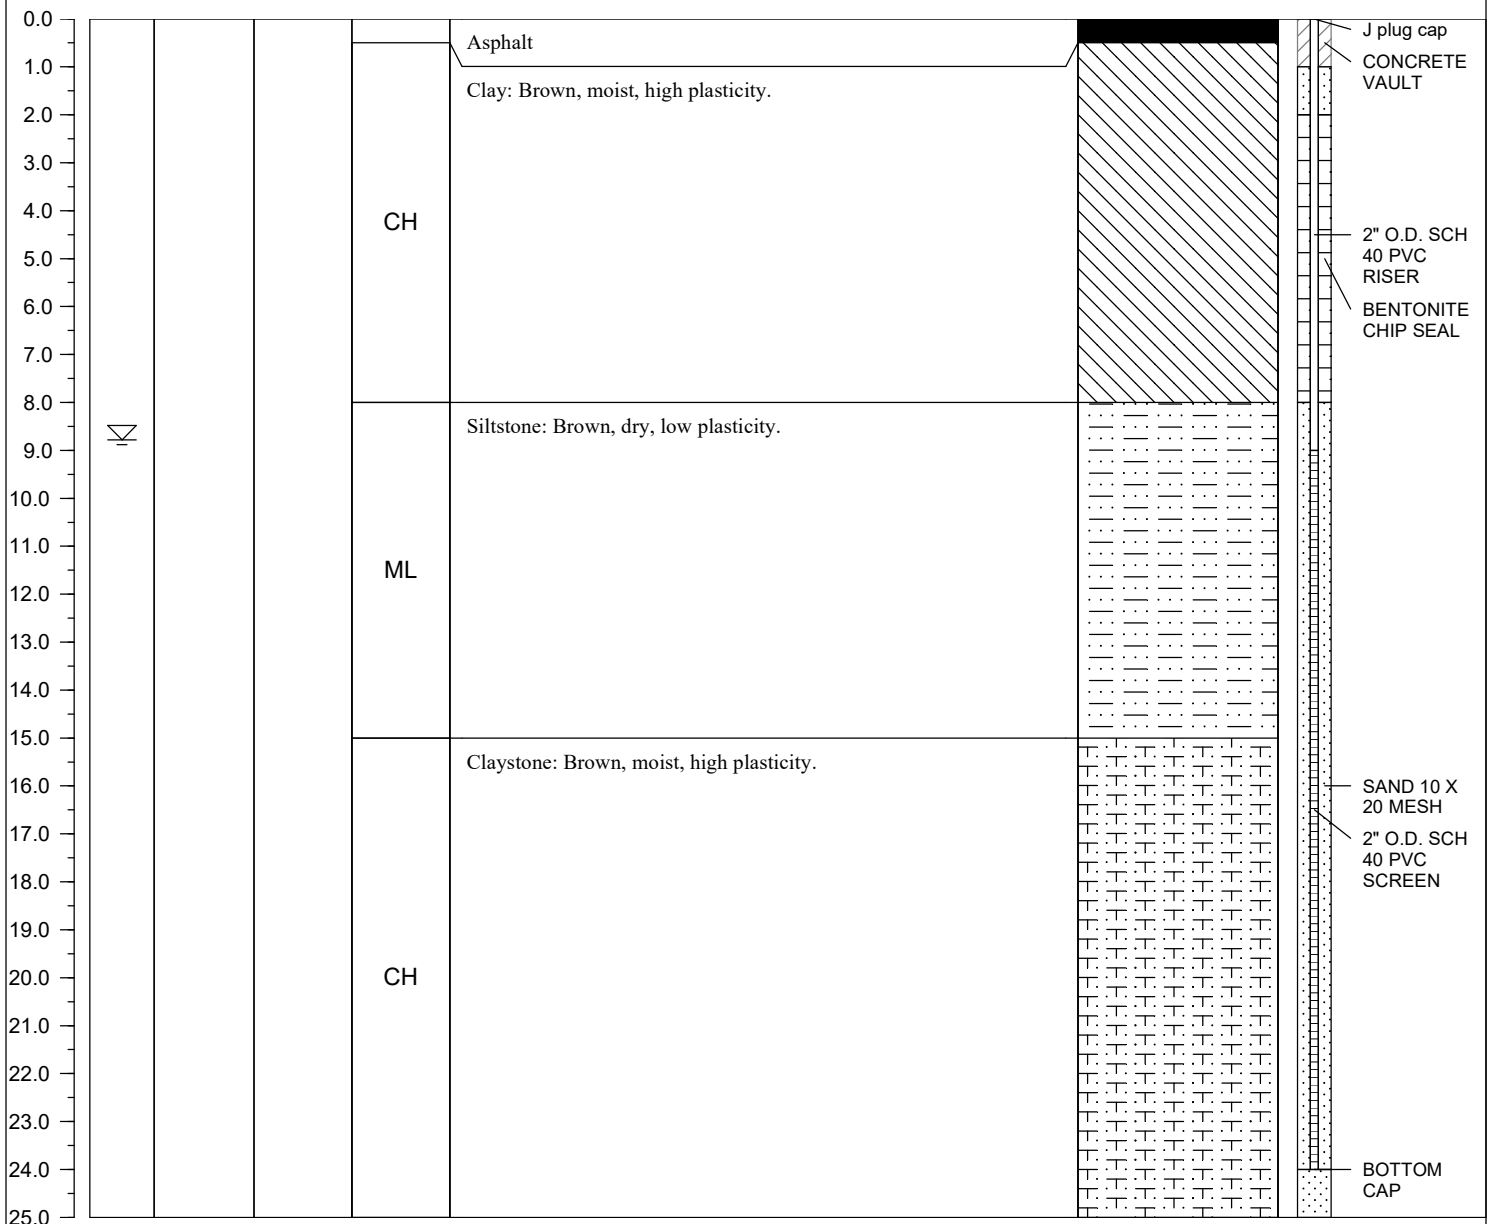 0.0
1.0
2.0
3.0
4.0
5.0
6.0
7.0
8.0
9.0
10.0
11.0
12.0
13.0
14.0
15.0
16.0
17.0
18.0
19.0
20.0
21.0
22.0
23.0
24.0
25.0
CH
ML
CH
Asphalt
Clay: Brown, moist, high plasticity.
Siltstone: Brown, dry, low plasticity.
Claystone: Brown, moist, high plasticity.
J plug cap
CONCRETE
VAULT
2" O.D. SCH
40 PVC
RISER
BENTONITE
CHIP SEAL
SAND 10 X
20 MESH
2" O.D. SCH
40 PVC
SCREEN
BOTTOM
CAP